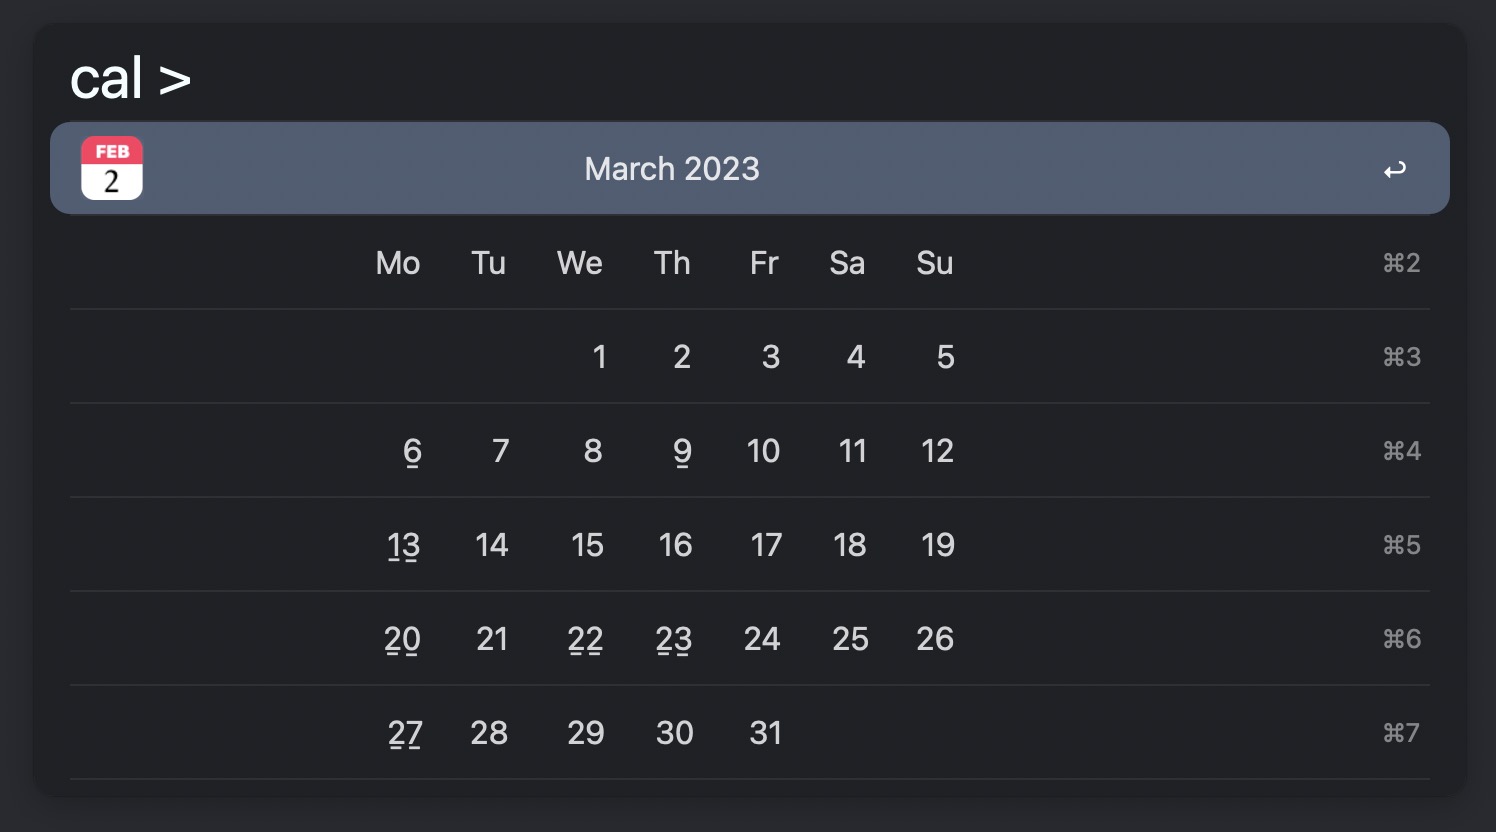 cal >
FEB
2
March 2023
Mo Tu We Th Fr Sa Su ⌘2
1 2 3 4 5 ⌘3
6 7 8 9 10 11 12 ⌘4
13 14 15 16 17 18 19 ⌘5
20 21 22 23 24 25 26 ⌘6
27 28 29 30 31 ⌘7